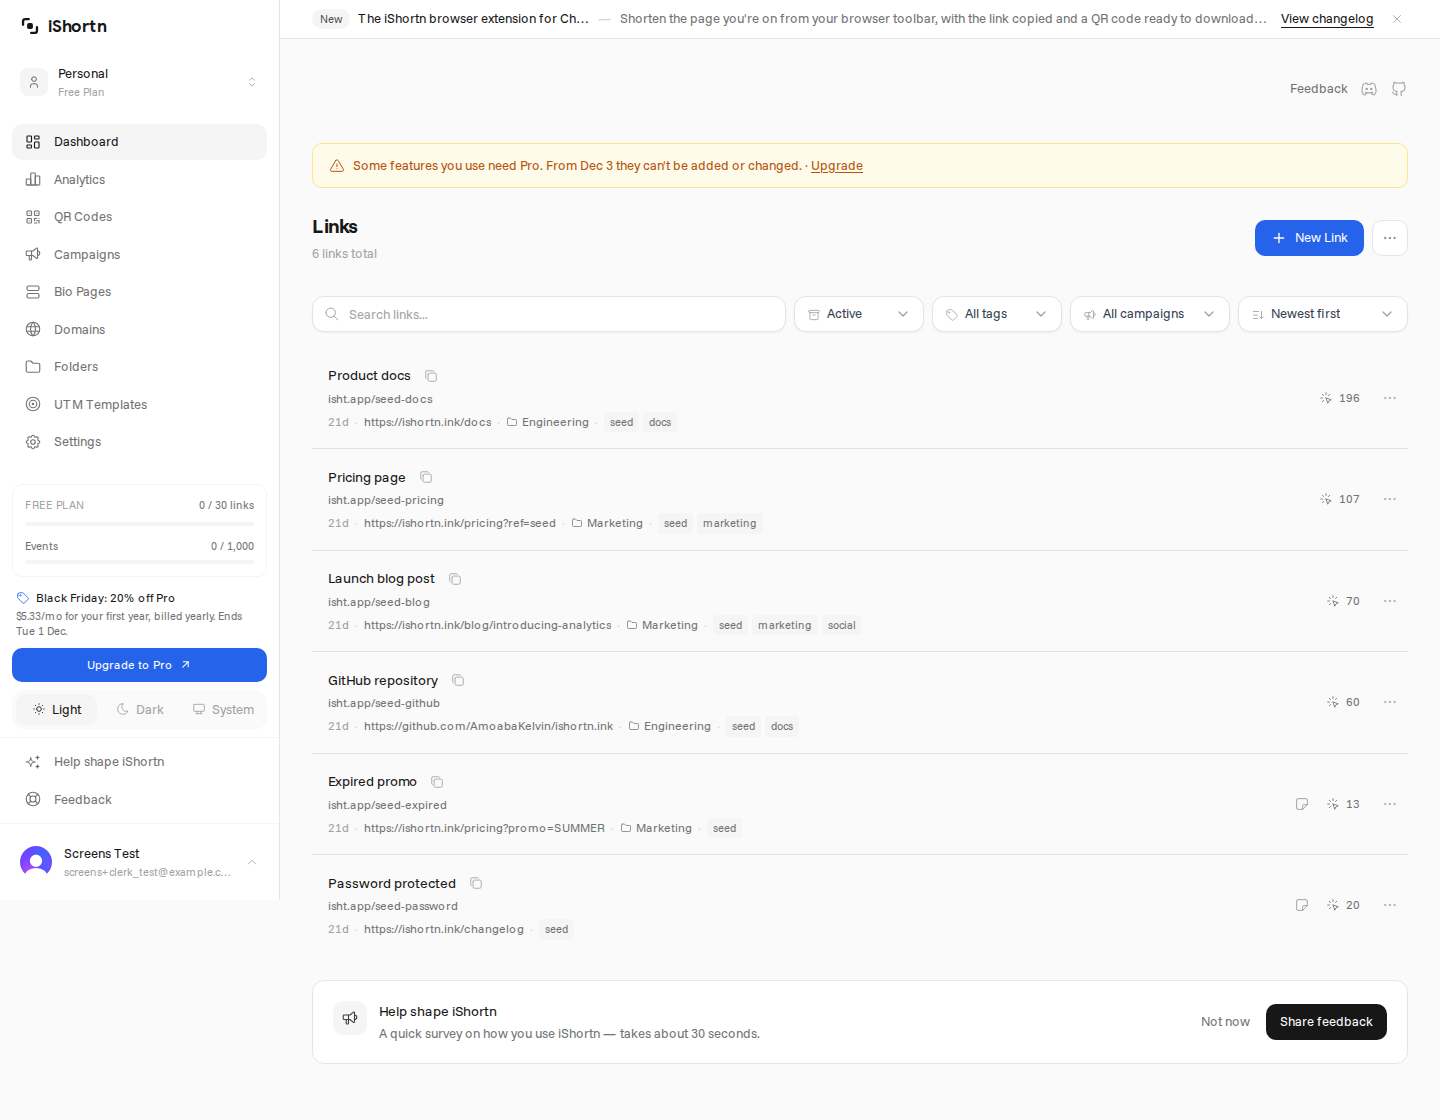 iShortn
Personal
Free Plan
Dashboard
Analytics
QR Codes
Campaigns
Bio Pages
Domains
Folders
UTM Templates
Settings
FREE PLAN 0 / 30 links
Events 0 / 1,000
Black Friday: 20% off Pro
$5.33/mo for your first year, billed yearly. Ends
Tue 1 Dec.
Upgrade to Pro
Light Dark System
Help shape iShortn
Feedback
Screens Test
screens+clerk_test@example.c...
New The iShortn browser extension for Ch... — Shorten the page you're on from your browser toolbar, with the link copied and a QR code ready to download... View changelog
Feedback
Some features you use need Pro. From Dec 3 they can't be added or changed. · Upgrade
Links
6 links total
New Link
Search links...
Active
All tags
All campaigns
Newest first
Product docs
isht.app/seed-docs
21d · https://ishortn.ink/docs · Engineering · seed docs
196
Pricing page
isht.app/seed-pricing
21d · https://ishortn.ink/pricing?ref=seed · Marketing · seed marketing
107
Launch blog post
isht.app/seed-blog
21d · https://ishortn.ink/blog/introducing-analytics · Marketing · seed marketing social
70
GitHub repository
isht.app/seed-github
21d · https://github.com/AmoabaKelvin/ishortn.ink · Engineering · seed docs
60
Expired promo
isht.app/seed-expired
21d · https://ishortn.ink/pricing?promo=SUMMER · Marketing · seed
13
Password protected
isht.app/seed-password
21d · https://ishortn.ink/changelog · seed
20
Help shape iShortn
A quick survey on how you use iShortn — takes about 30 seconds.
Not now
Share feedback